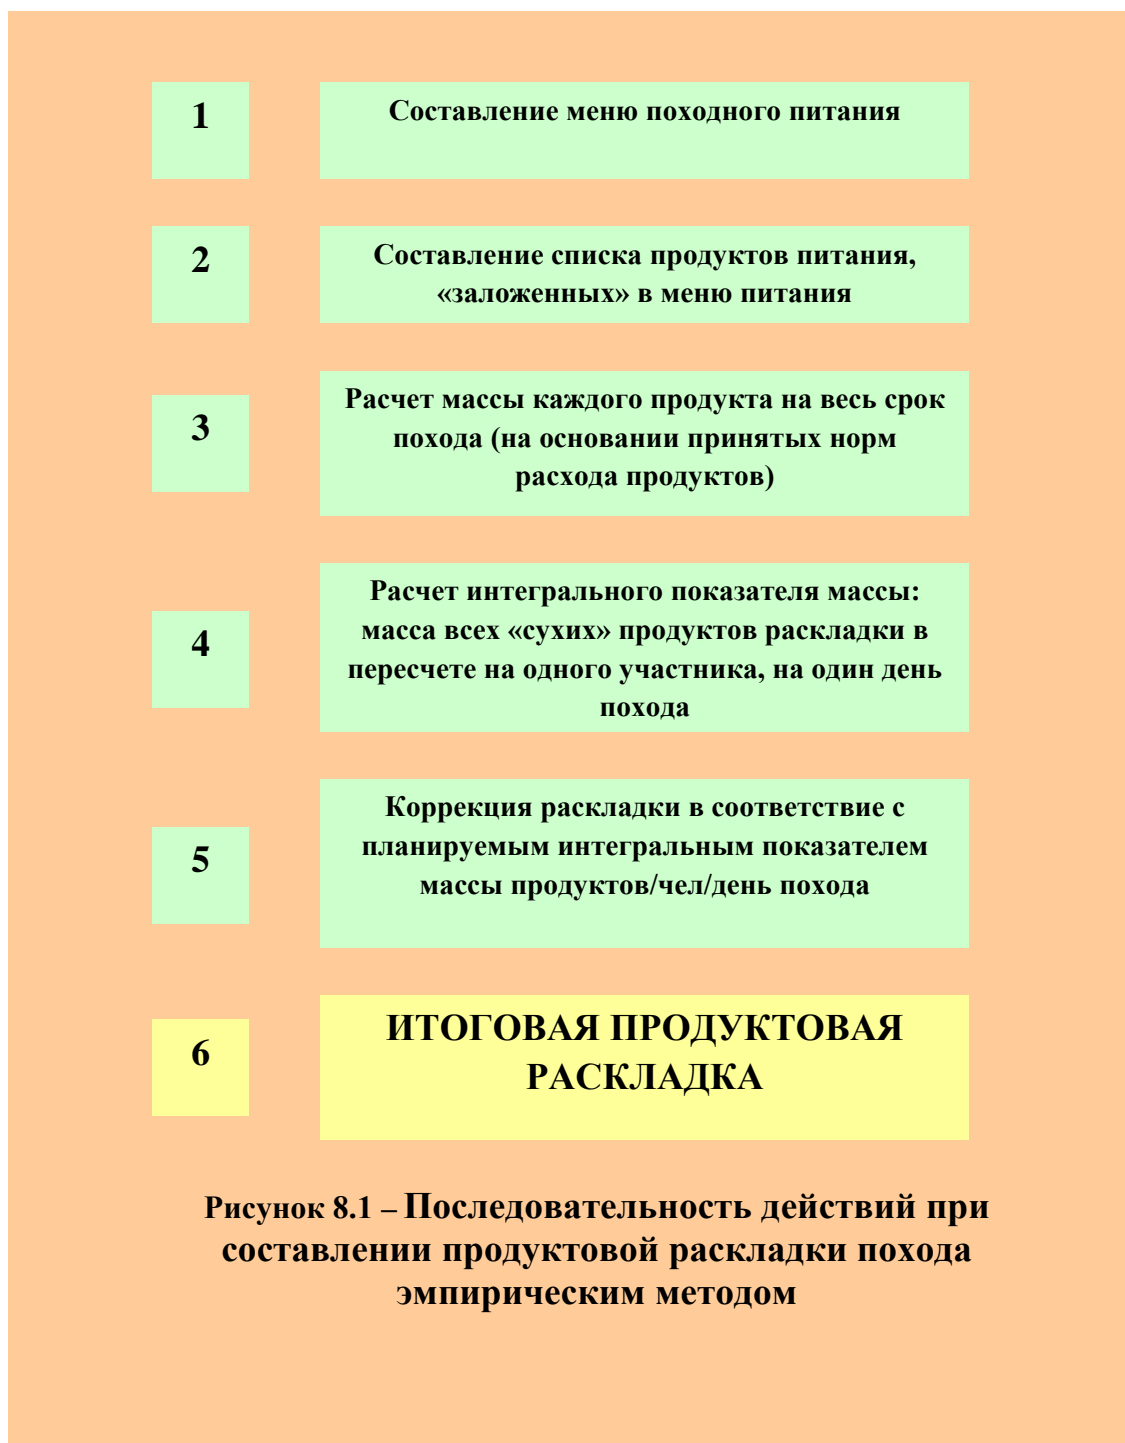 1
Составление меню походного питания
2
Составление списка продуктов питания,
«заложенных» в меню питания
3
Расчет массы каждого продукта на весь срок
похода (на основании принятых норм
расхода продуктов)
4
Расчет интегрального показателя массы:
масса всех «сухих» продуктов раскладки в
пересчете на одного участника, на один день
похода
5
Коррекция раскладки в соответствие с
планируемым интегральным показателем
массы продуктов/чел/день похода
6
ИТОГОВАЯ ПРОДУКТОВАЯ
РАСКЛАДКА
Рисунок 8.1 – Последовательность действий при
составлении продуктовой раскладки похода
эмпирическим методом